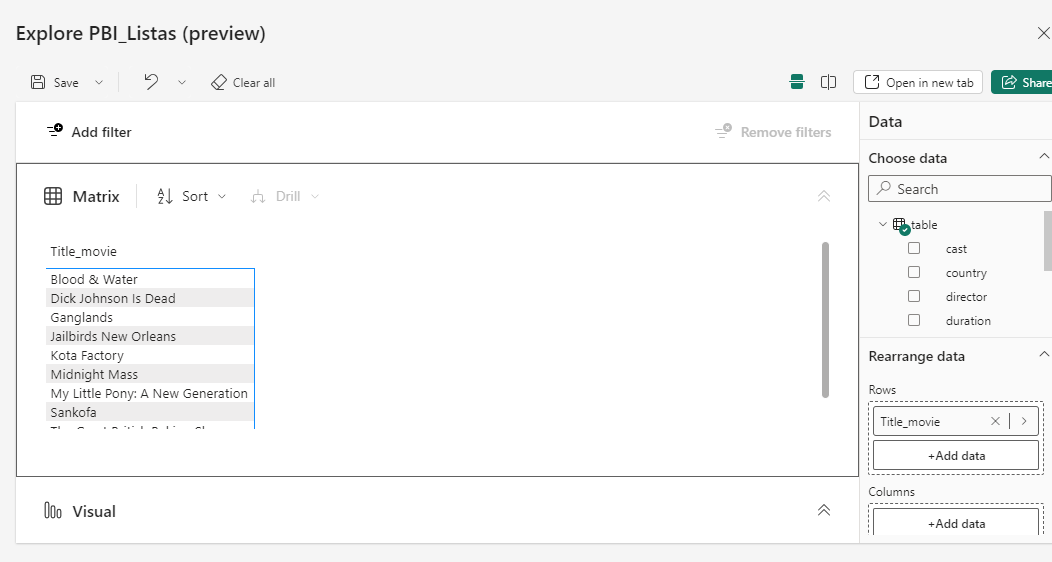 Explore PBI_Listas (preview)
Save
Clear all
Open in new tab
Share
Add filter
Remove filters
Matrix
Sort
Drill
Title_movie
Blood & Water
Dick Johnson Is Dead
Ganglands
Jailbirds New Orleans
Kota Factory
Midnight Mass
My Little Pony: A New Generation
Sankofa
Visual
Data
Choose data
Search
table
cast
country
director
duration
Rearrange data
Rows
Title_movie
+Add data
Columns
+Add data